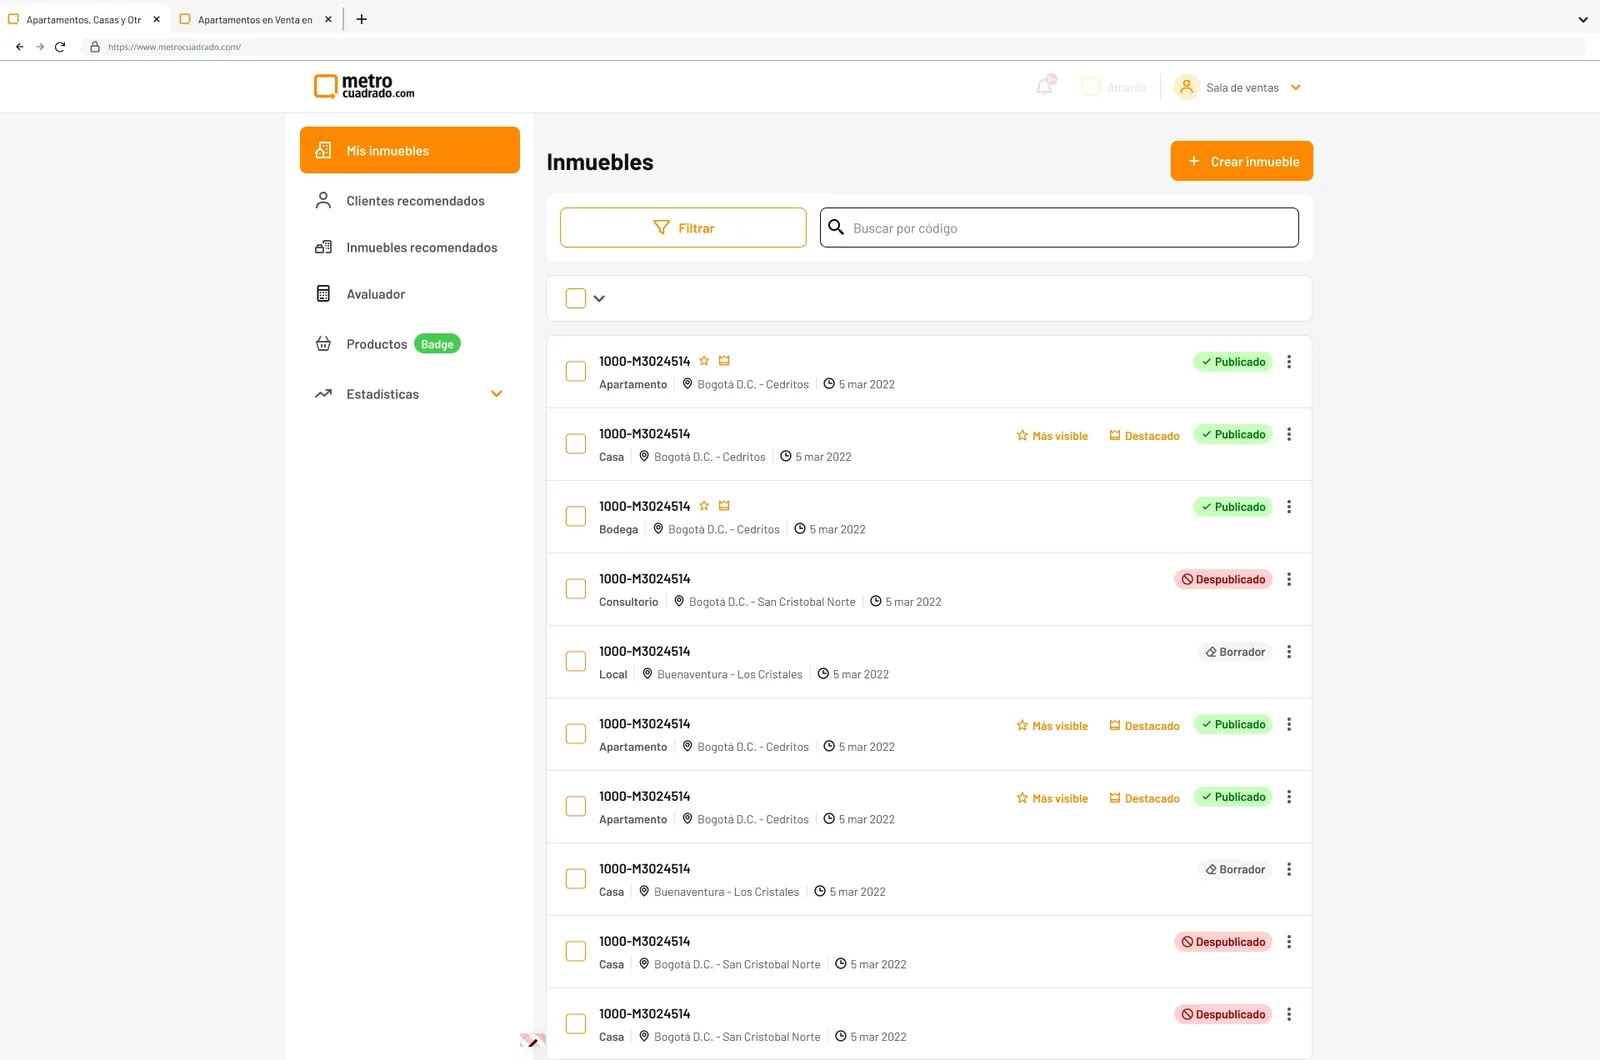 Apartamentos, Casas y Otr
Apartamentos en Venta en
https://www.metrocuadrado.com/
metro
cuadrado.com
9+
Amarilo
Sala de ventas
Mis inmuebles
Clientes recomendados
Inmuebles recomendados
Avaluador
Productos Badge
Estadísticas
Inmuebles
Crear inmueble
Filtrar
Buscar por código
1000-M3024514
Publicado
Apartamento Bogotá D.C. - Cedritos 5 mar 2022
1000-M3024514
Más visible Destacado Publicado
Casa Bogotá D.C. - Cedritos 5 mar 2022
1000-M3024514
Publicado
Bodega Bogotá D.C. - Cedritos 5 mar 2022
1000-M3024514
Despublicado
Consultorio Bogotá D.C. - San Cristobal Norte 5 mar 2022
1000-M3024514
Borrador
Local Buenaventura - Los Cristales 5 mar 2022
1000-M3024514
Más visible Destacado Publicado
Apartamento Bogotá D.C. - Cedritos 5 mar 2022
1000-M3024514
Más visible Destacado Publicado
Apartamento Bogotá D.C. - Cedritos 5 mar 2022
1000-M3024514
Borrador
Casa Buenaventura - Los Cristales 5 mar 2022
1000-M3024514
Despublicado
Casa Bogotá D.C. - San Cristobal Norte 5 mar 2022
1000-M3024514
Despublicado
Casa Bogotá D.C. - San Cristobal Norte 5 mar 2022